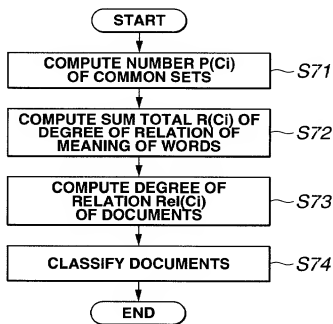 START
COMPUTE NUMBER P(Ci)
OF COMMON SETS
S71
COMPUTE SUM TOTAL R(Ci) OF
DEGREE OF RELATION OF
MEANING OF WORDS
S72
COMPUTE DEGREE OF
RELATION Rel(Ci)
OF DOCUMENTS
S73
CLASSIFY DOCUMENTS
S74
END